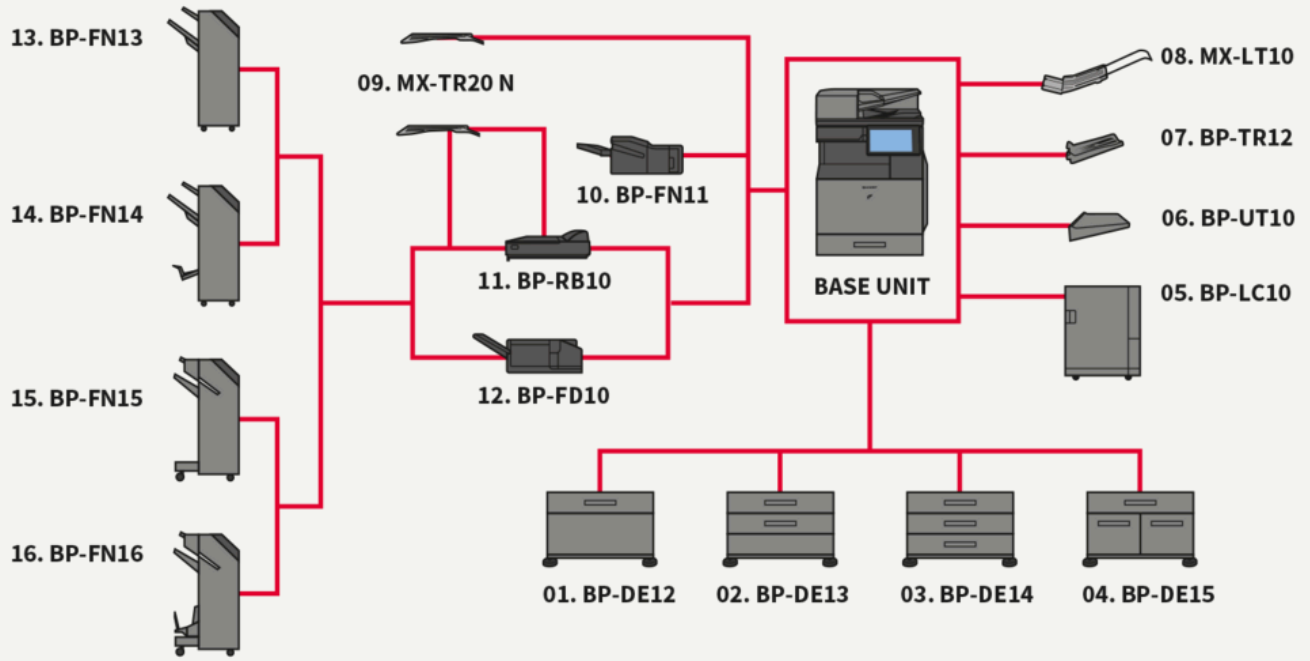 13. BP-FN13
09. MX-TR20 N
08. MX-LT10
07. BP-TR12
14. BP-FN14
10. BP-FN11
06. BP-UT10
11. BP-RB10
BASE UNIT
05. BP-LC10
15. BP-FN15
12. BP-FD10
16. BP-FN16
01. BP-DE12
02. BP-DE13
03. BP-DE14
04. BP-DE15